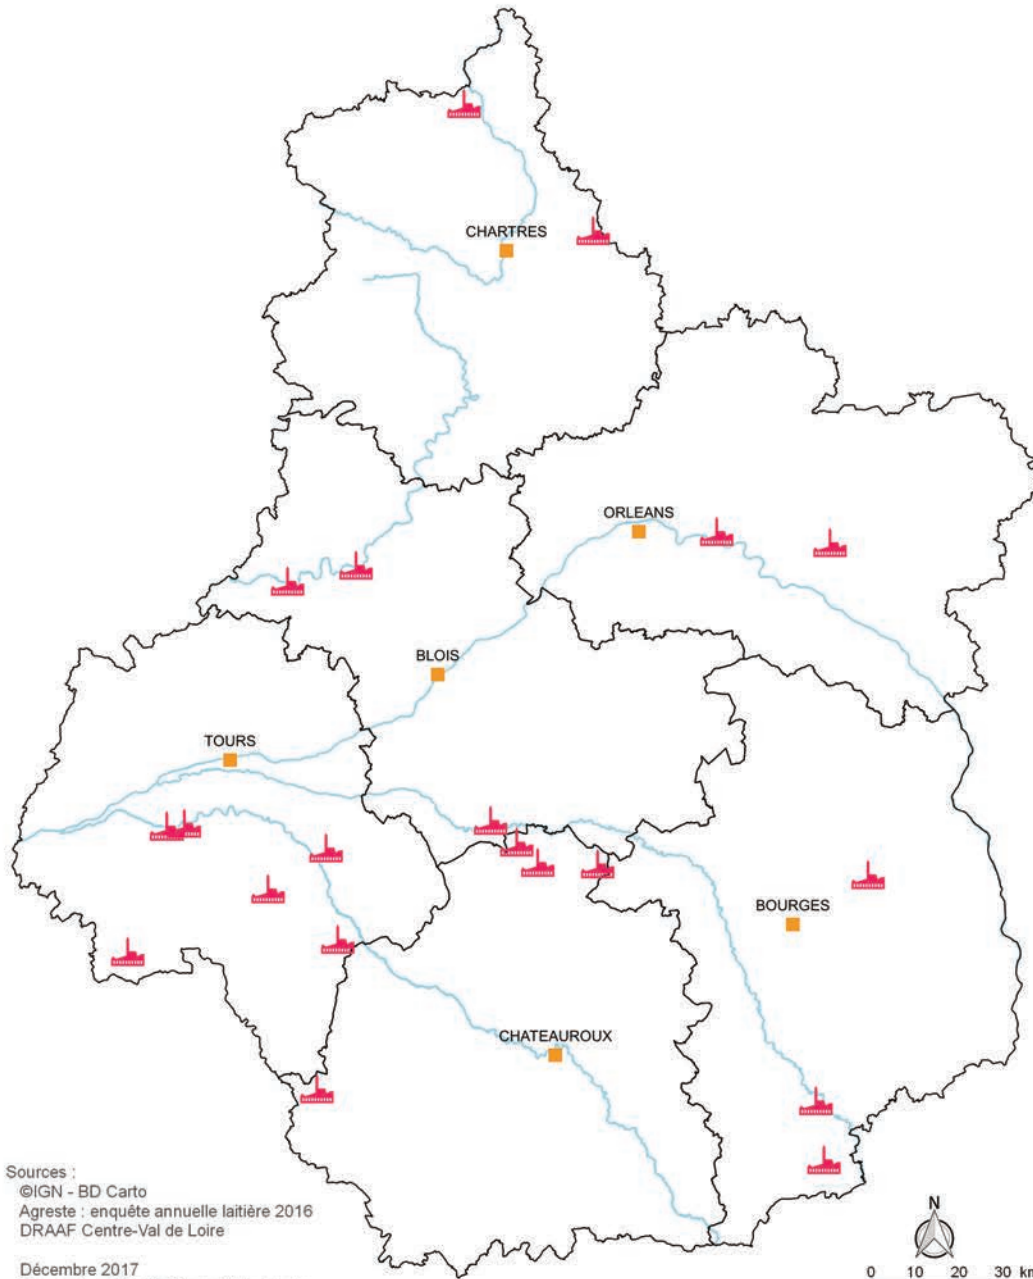 CHARTRES
ORLEANS
BLOIS
TOURS
BOURGES
CHATEAUROUX
Sources :
©IGN - BD Carto
Agreste : enquête annuelle laitière 2016
DRAAF Centre-Val de Loire
Décembre 2017
N
0 10 20 30 km